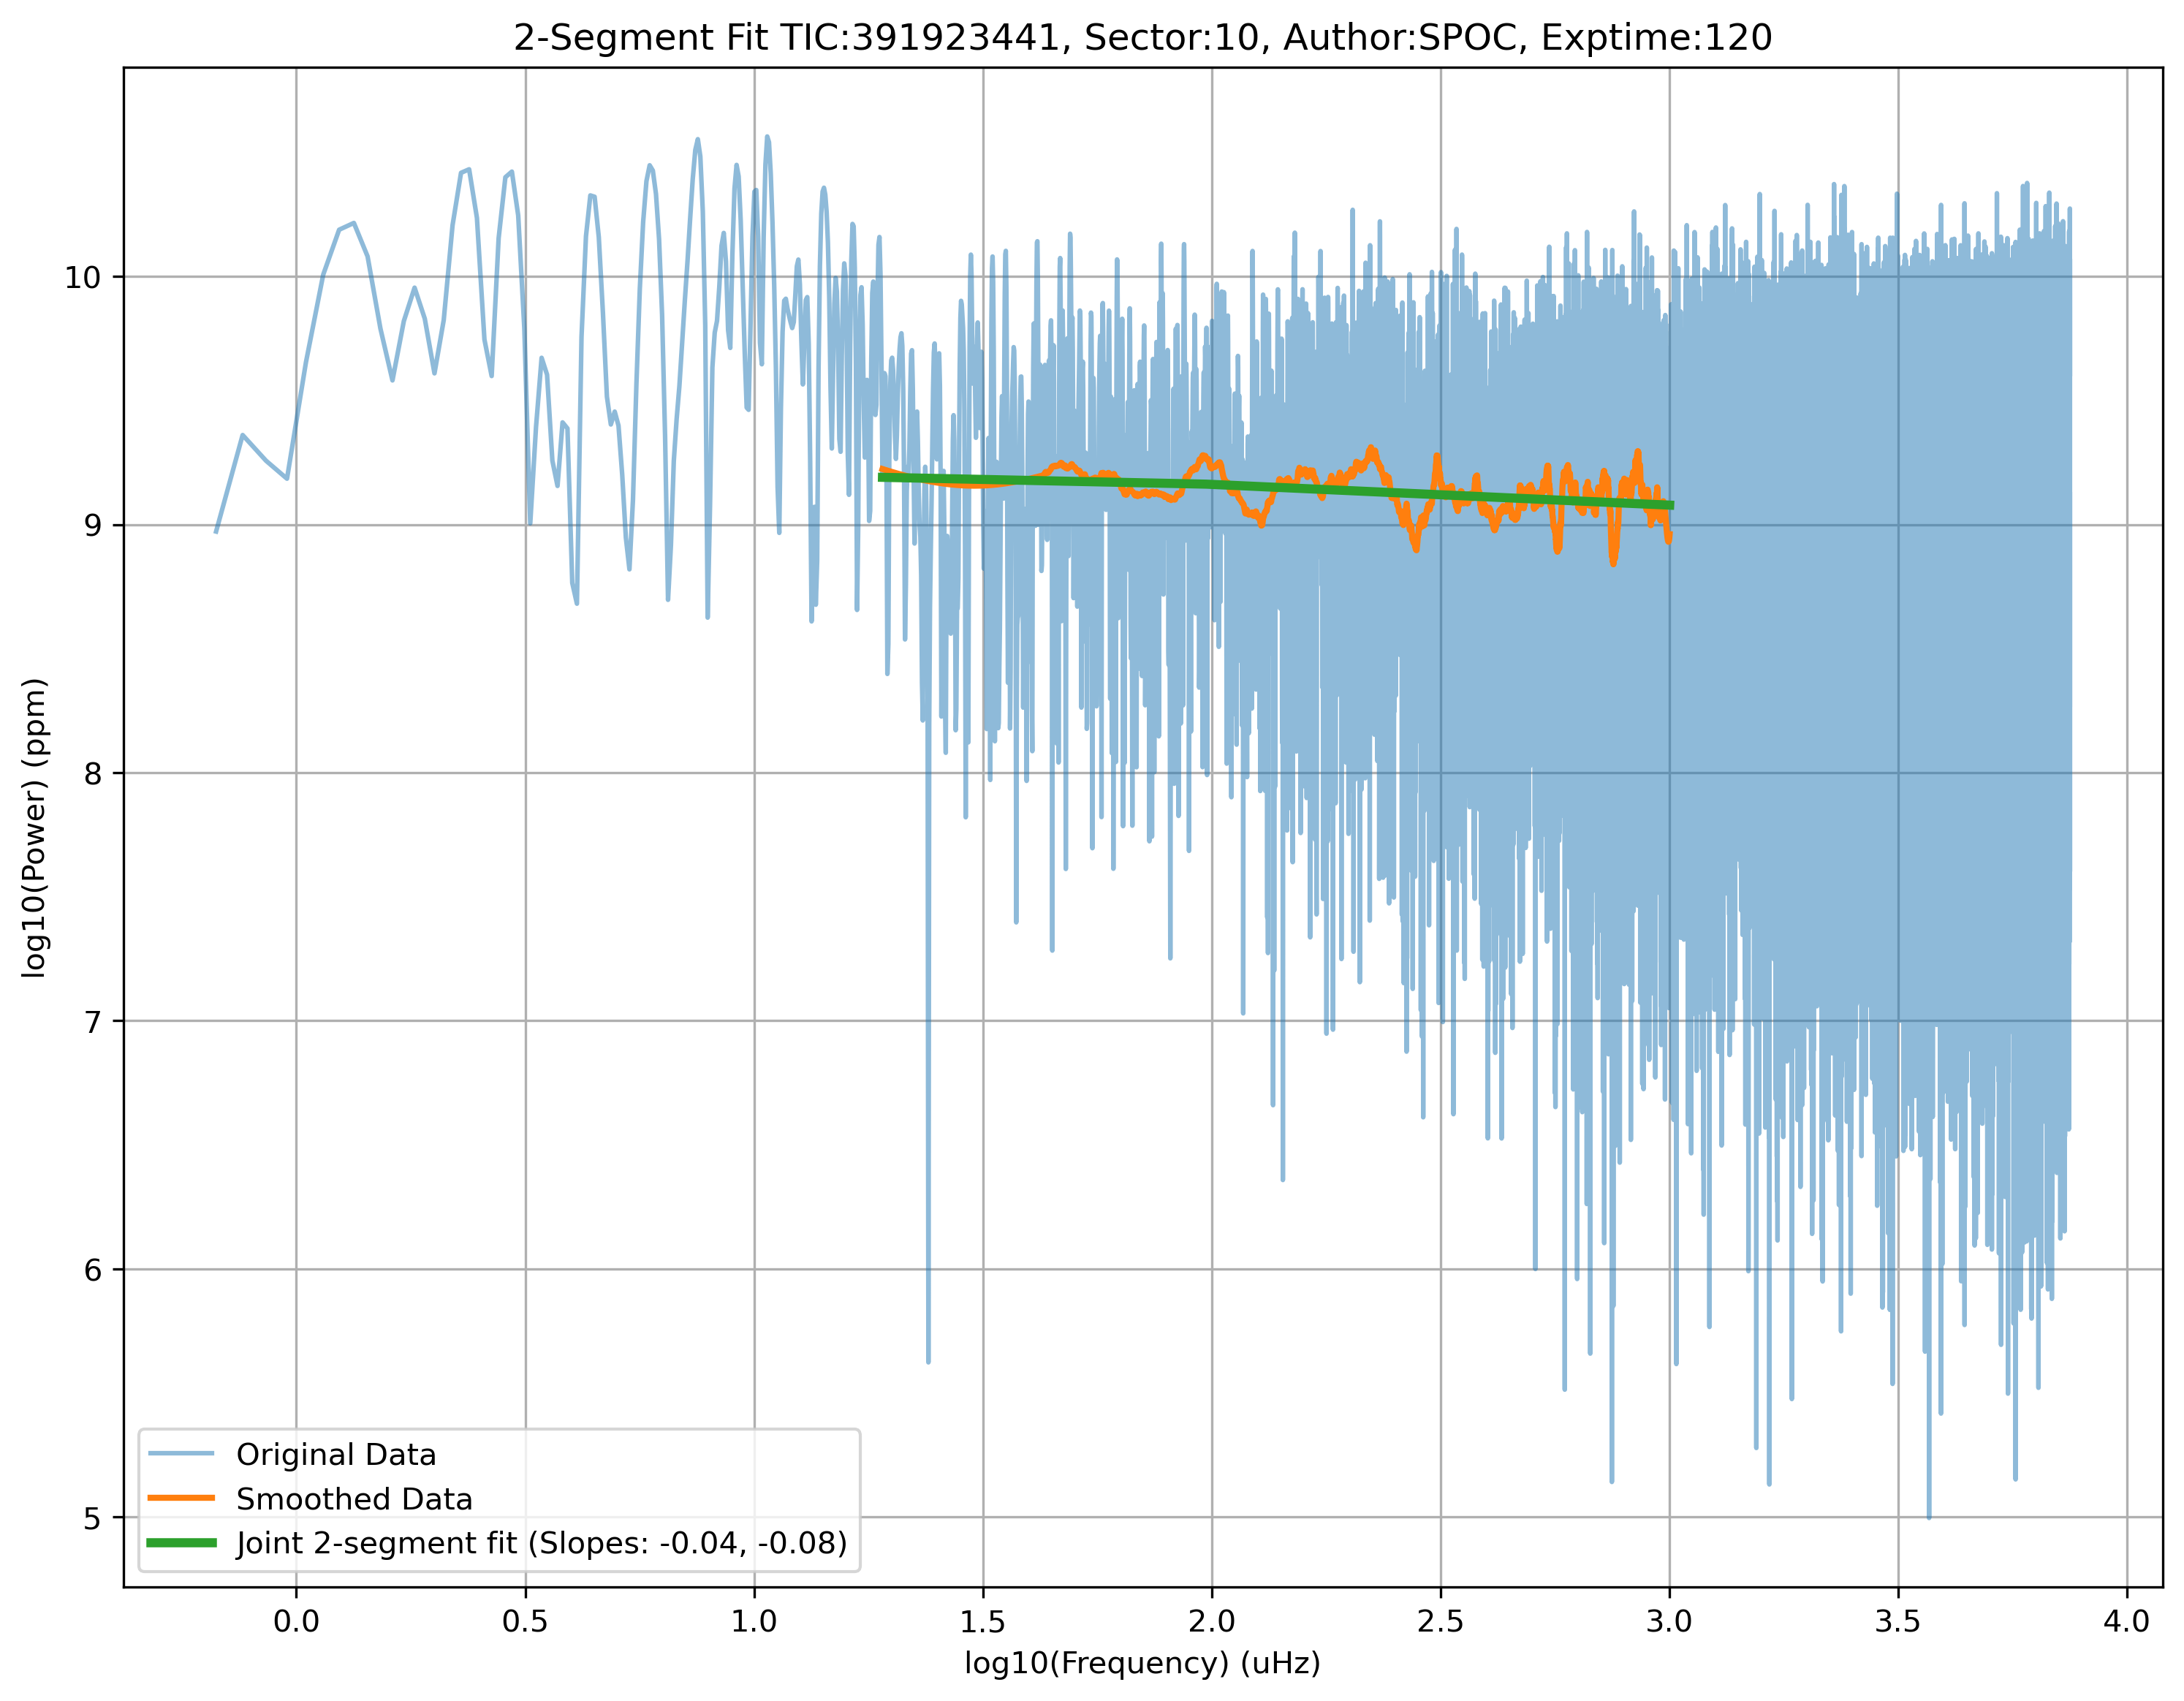 2-Segment Fit TIC:391923441, Sector:10, Author:SPOC, Exptime:120
log10(Power) (ppm)
10
9
8
7
6
5
Original Data
Smoothed Data
Joint 2-segment fit (Slopes: -0.04, -0.08)
0.0 0.5 1.0 1.5 2.0 2.5 3.0 3.5 4.0
log10(Frequency) (uHz)